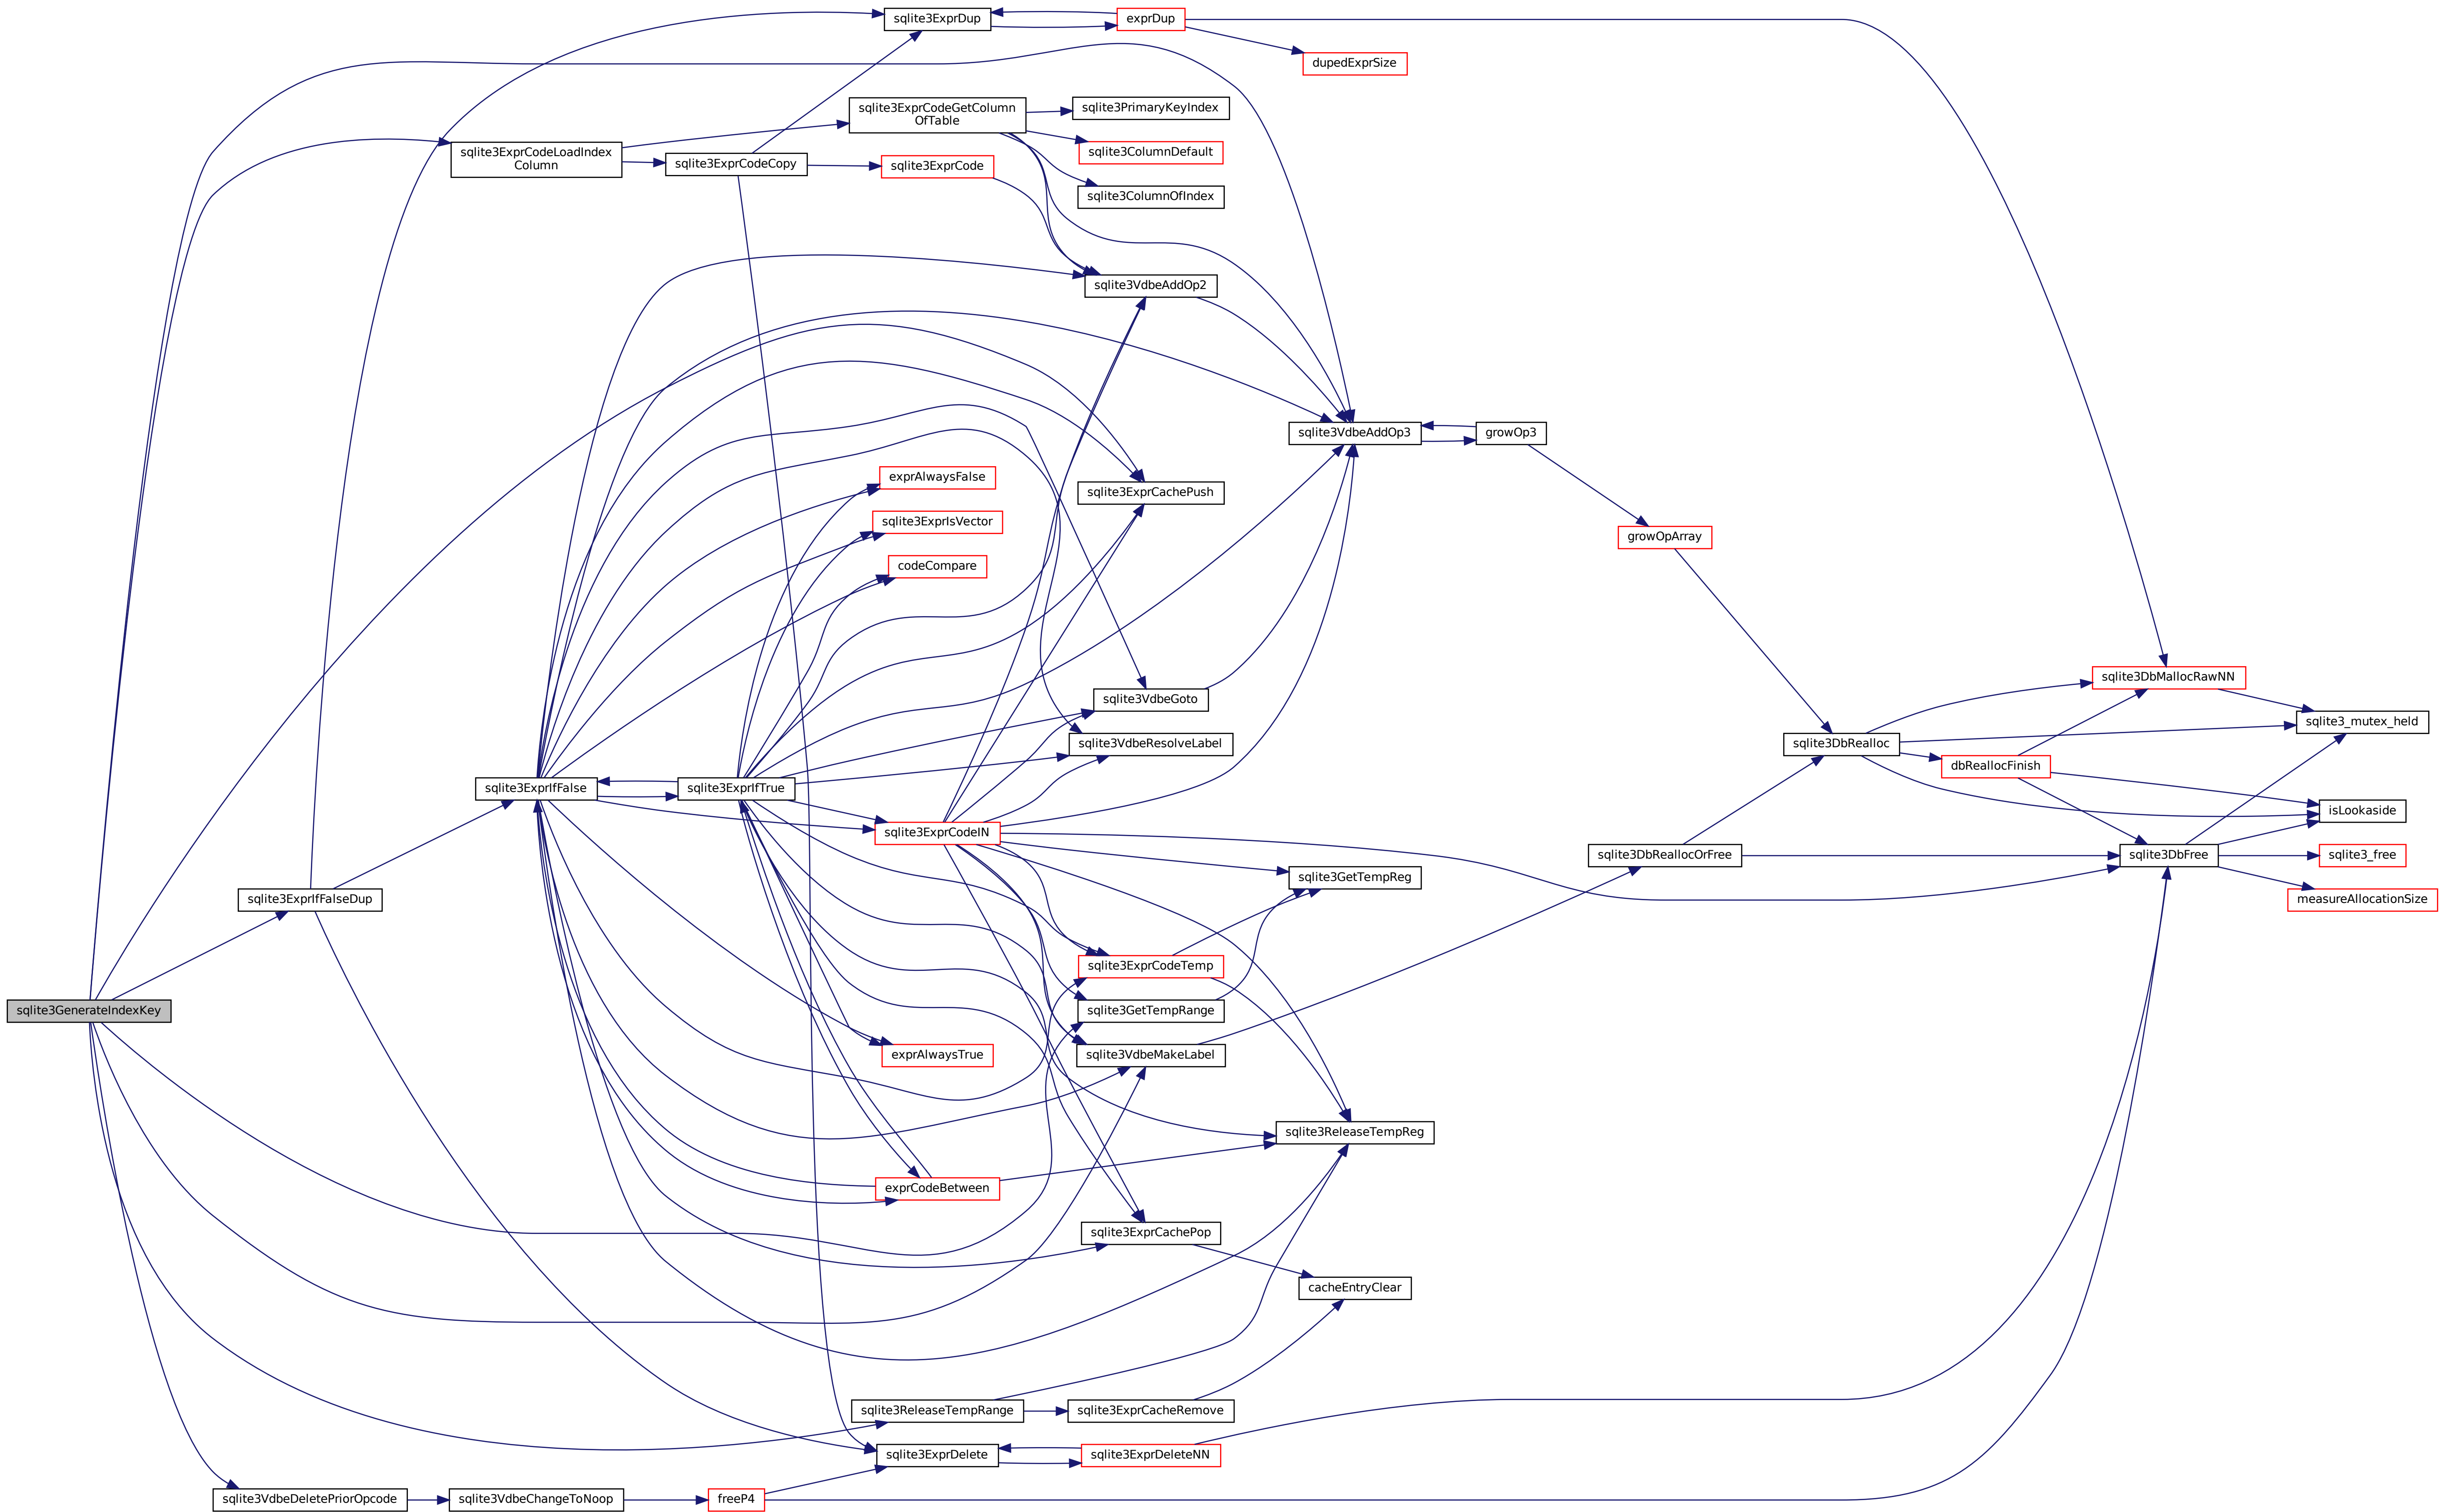 sqlite3ExprDup
exprDup
dupedExprSize
sqlite3ExprCodeGetColumn
OfTable
sqlite3PrimaryKeyIndex
sqlite3ExprCodeLoadIndex
Column
sqlite3ExprCodeCopy
sqlite3ExprCode
sqlite3ColumnDefault
sqlite3ColumnOfIndex
sqlite3VdbeAddOp2
sqlite3VdbeAddOp3
growOp3
exprAlwaysFalse
sqlite3ExprCachePush
sqlite3ExprIsVector
growOpArray
codeCompare
sqlite3DbMallocRawNN
sqlite3VdbeGoto
sqlite3_mutex_held
sqlite3VdbeResolveLabel
sqlite3DbRealloc
dbReallocFinish
sqlite3ExprIfFalse
sqlite3ExprIfTrue
isLookaside
sqlite3ExprCodeIN
sqlite3DbReallocOrFree
sqlite3DbFree
sqlite3_free
sqlite3GetTempReg
sqlite3ExprIfFalseDup
measureAllocationSize
sqlite3ExprCodeTemp
sqlite3GenerateIndexKey
sqlite3GetTempRange
exprAlwaysTrue
sqlite3VdbeMakeLabel
sqlite3ReleaseTempReg
exprCodeBetween
sqlite3ExprCachePop
cacheEntryClear
sqlite3ReleaseTempRange
sqlite3ExprCacheRemove
sqlite3ExprDelete
sqlite3ExprDeleteNN
sqlite3VdbeDeletePriorOpcode
sqlite3VdbeChangeToNoop
freeP4